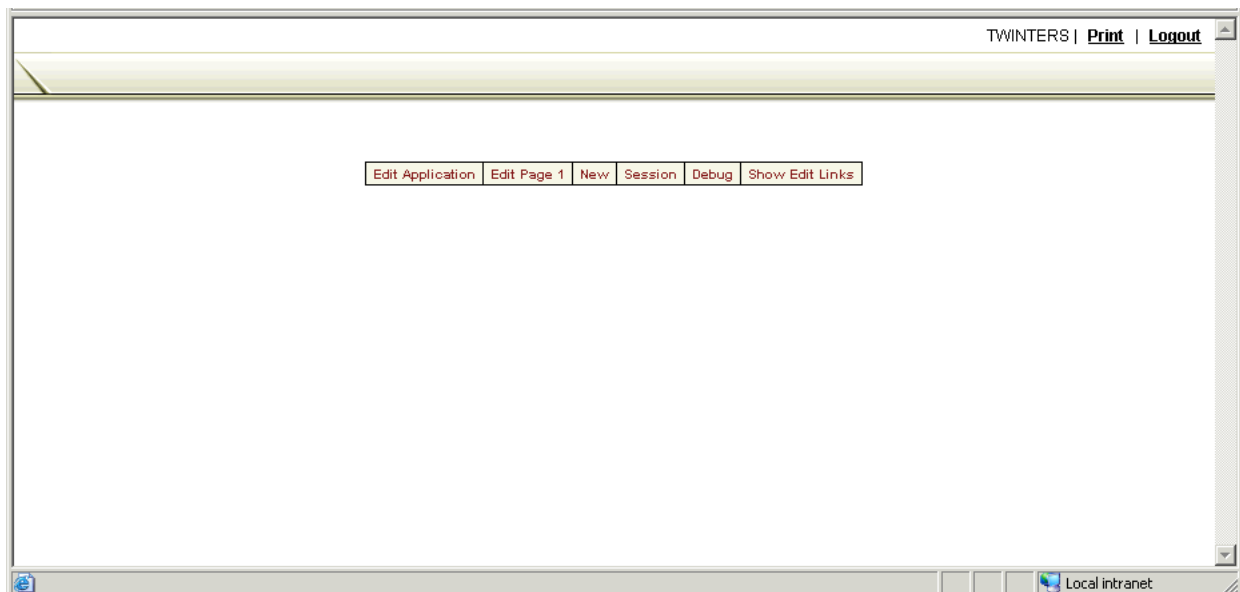 TWINTERS | Print | Logout
Edit Application Edit Page 1 New Session Debug Show Edit Links
Local intranet